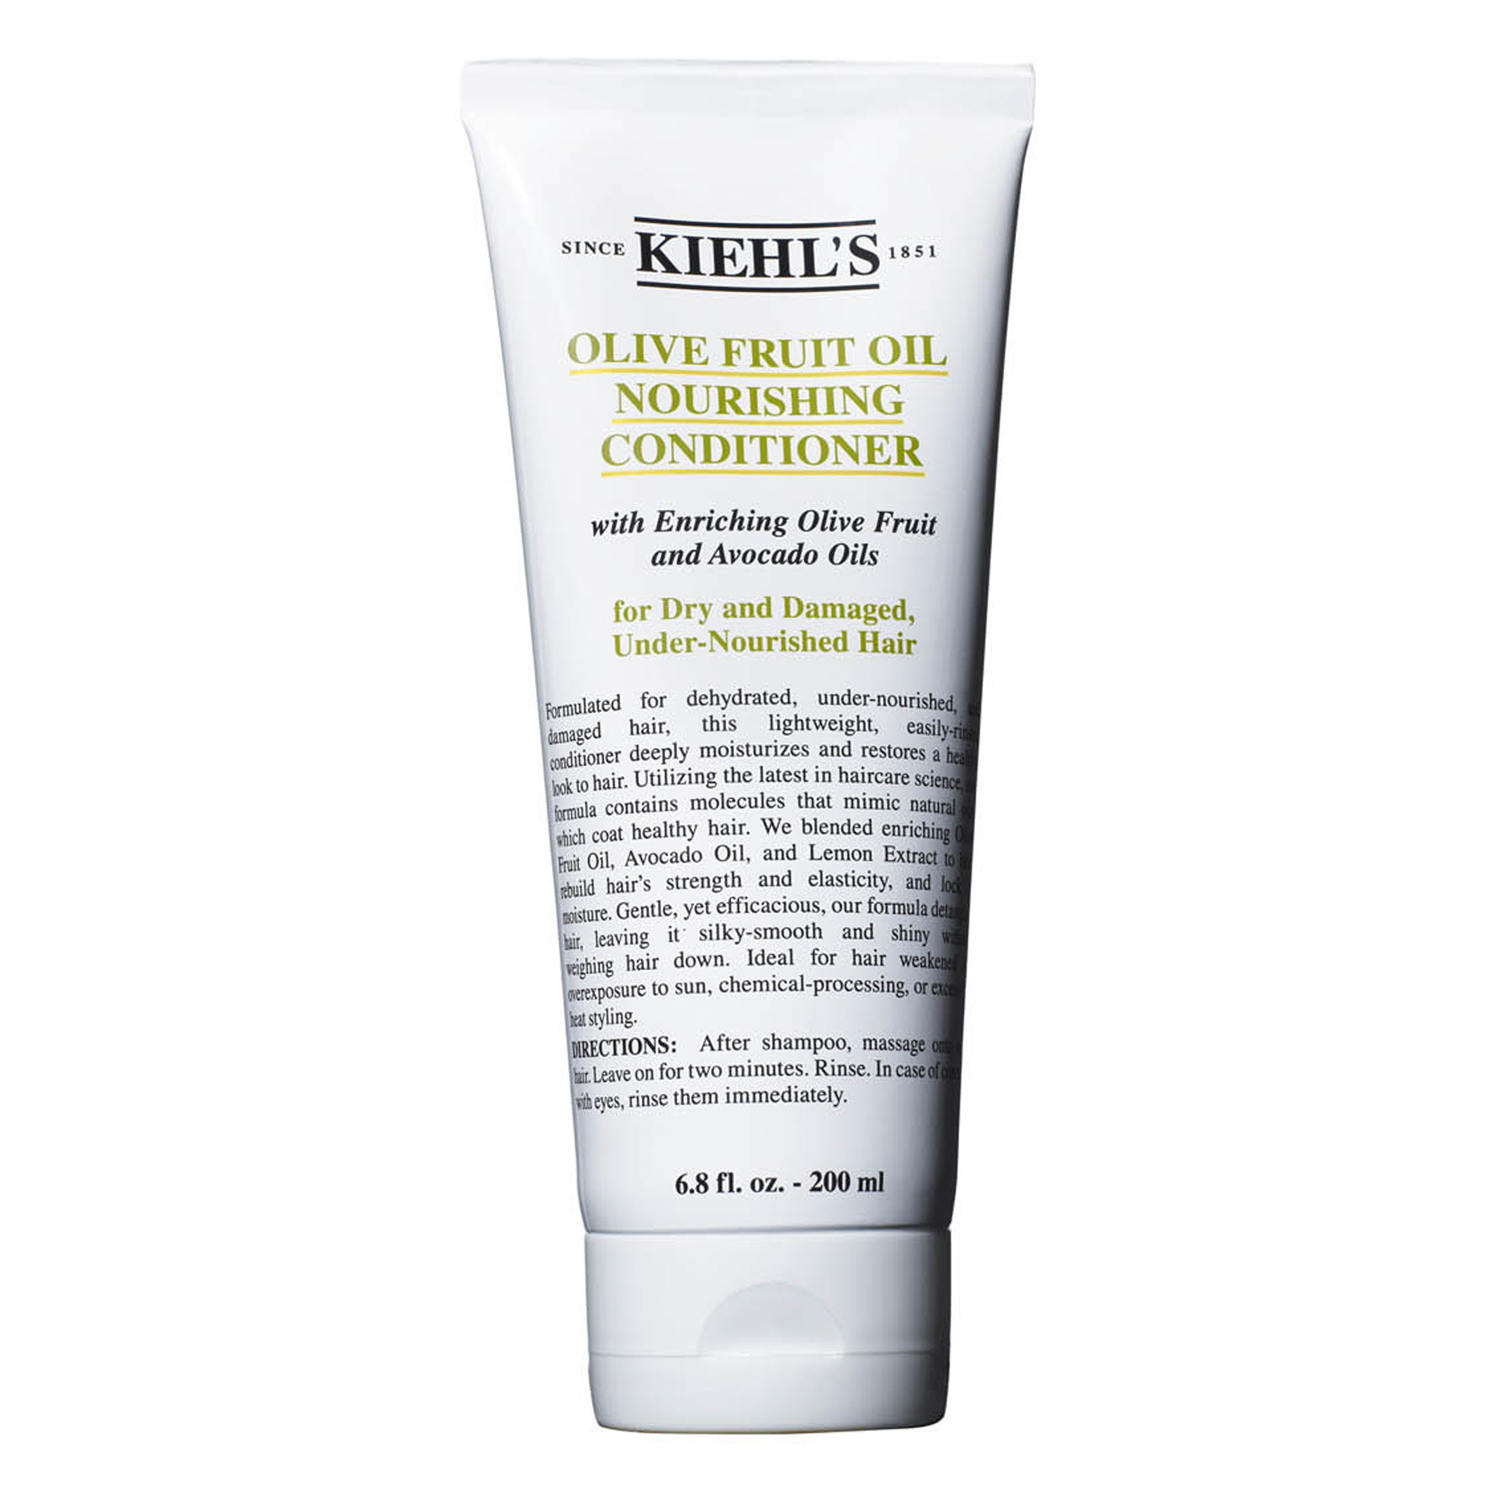 SINCE KIEHL'S 1851
OLIVE FRUIT OIL
NOURISHING
CONDITIONER
with Enriching Olive Fruit
and Avocado Oils
for Dry and Damaged,
Under-Nourished Hair
Formulated for dehydrated, under-nourished,
damaged hair, this lightweight,
conditioner deeply moisturizes and restores a
look to hair. Utilizing the latest in haircare science,
formula contains molecules that mimic natural
which coat healthy hair. We blended enriching
Fruit Oil, Avocado Oil, and Lemon Extract to
rebuild hair's strength and elasticity, and lock
moisture. Gentle, yet efficacious, our formula
hair, leaving it silky-smooth and shiny
weighing hair down. Ideal for hair weakened
overexposure to sun, chemical-processing, or
heat styling.
DIRECTIONS: After shampoo, massage
hair. Leave on for two minutes. Rinse. In case of
with eyes, rinse them immediately.
6.8 fl. oz. - 200 ml